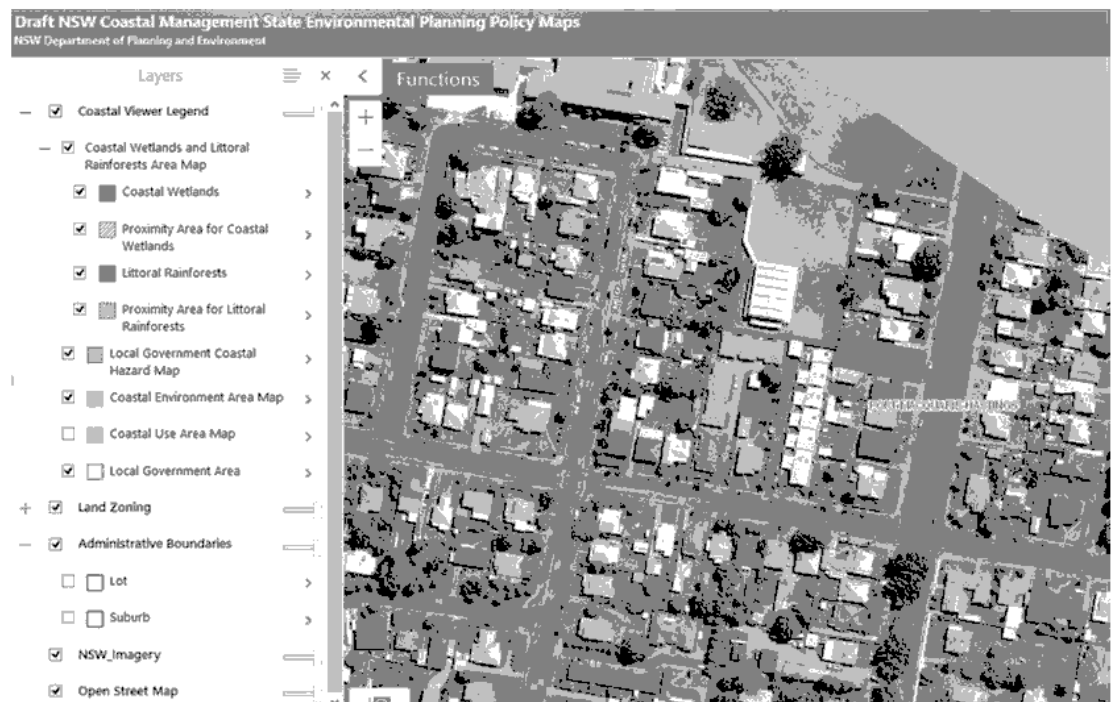 Draft NSW Coastal Management State Environmental Planning Policy Maps
NSW Department of Planning and Environment
Layers
Functions
Coastal Viewer Legend
Coastal Wetlands and Littoral
Rainforests Area Map
Coastal Wetlands
Proximity Area for Coastal
Wetlands
Littoral Rainforests
Proximity Area for Littoral
Rainforests
Local Government Coastal
Hazard Map
Coastal Environment Area Map
Coastal Use Area Map
Local Government Area
Land Zoning
Administrative Boundaries
Lot
Suburb
NSW_Imagery
Open Street Map